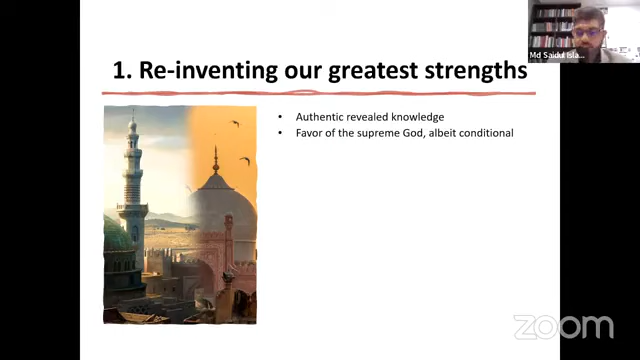 1. Re-inventing our greatest strengths
• Authentic revealed knowledge
• Favor of the supreme God, albeit conditional
Md Saidul Isla...
zoom